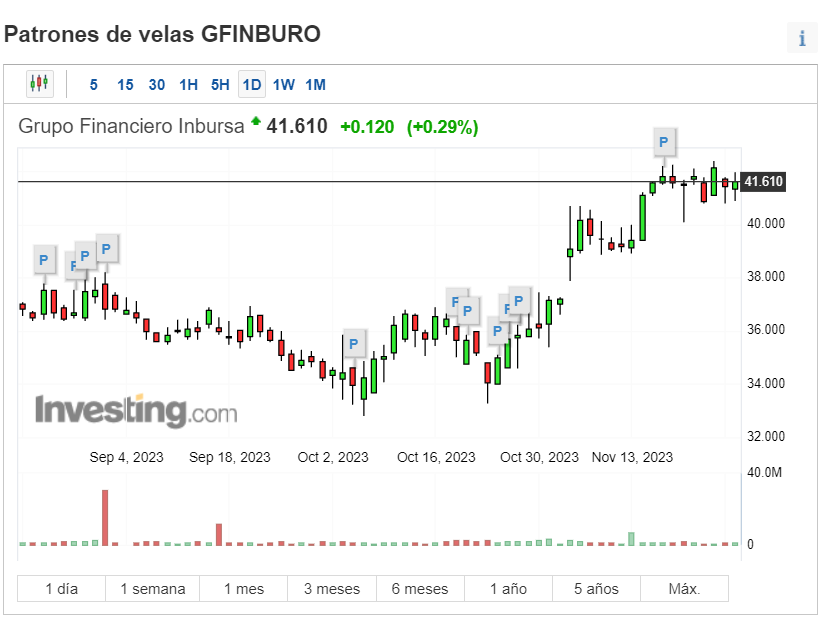 Patrones de velas GFINBURO
i
5 15 30 1H 5H 1D 1W 1M
Grupo Financiero Inbursa 41.610 +0.120 (+0.29%)
P
41.610
40.000
P P P P
38.000
P P P P P
36.000
P
34.000
Investing.com
32.000
Sep 4, 2023 Sep 18, 2023 Oct 2, 2023 Oct 16, 2023 Oct 30, 2023 Nov 13, 2023
40.0M
0
1 día 1 semana 1 mes 3 meses 6 meses 1 año 5 años Máx.